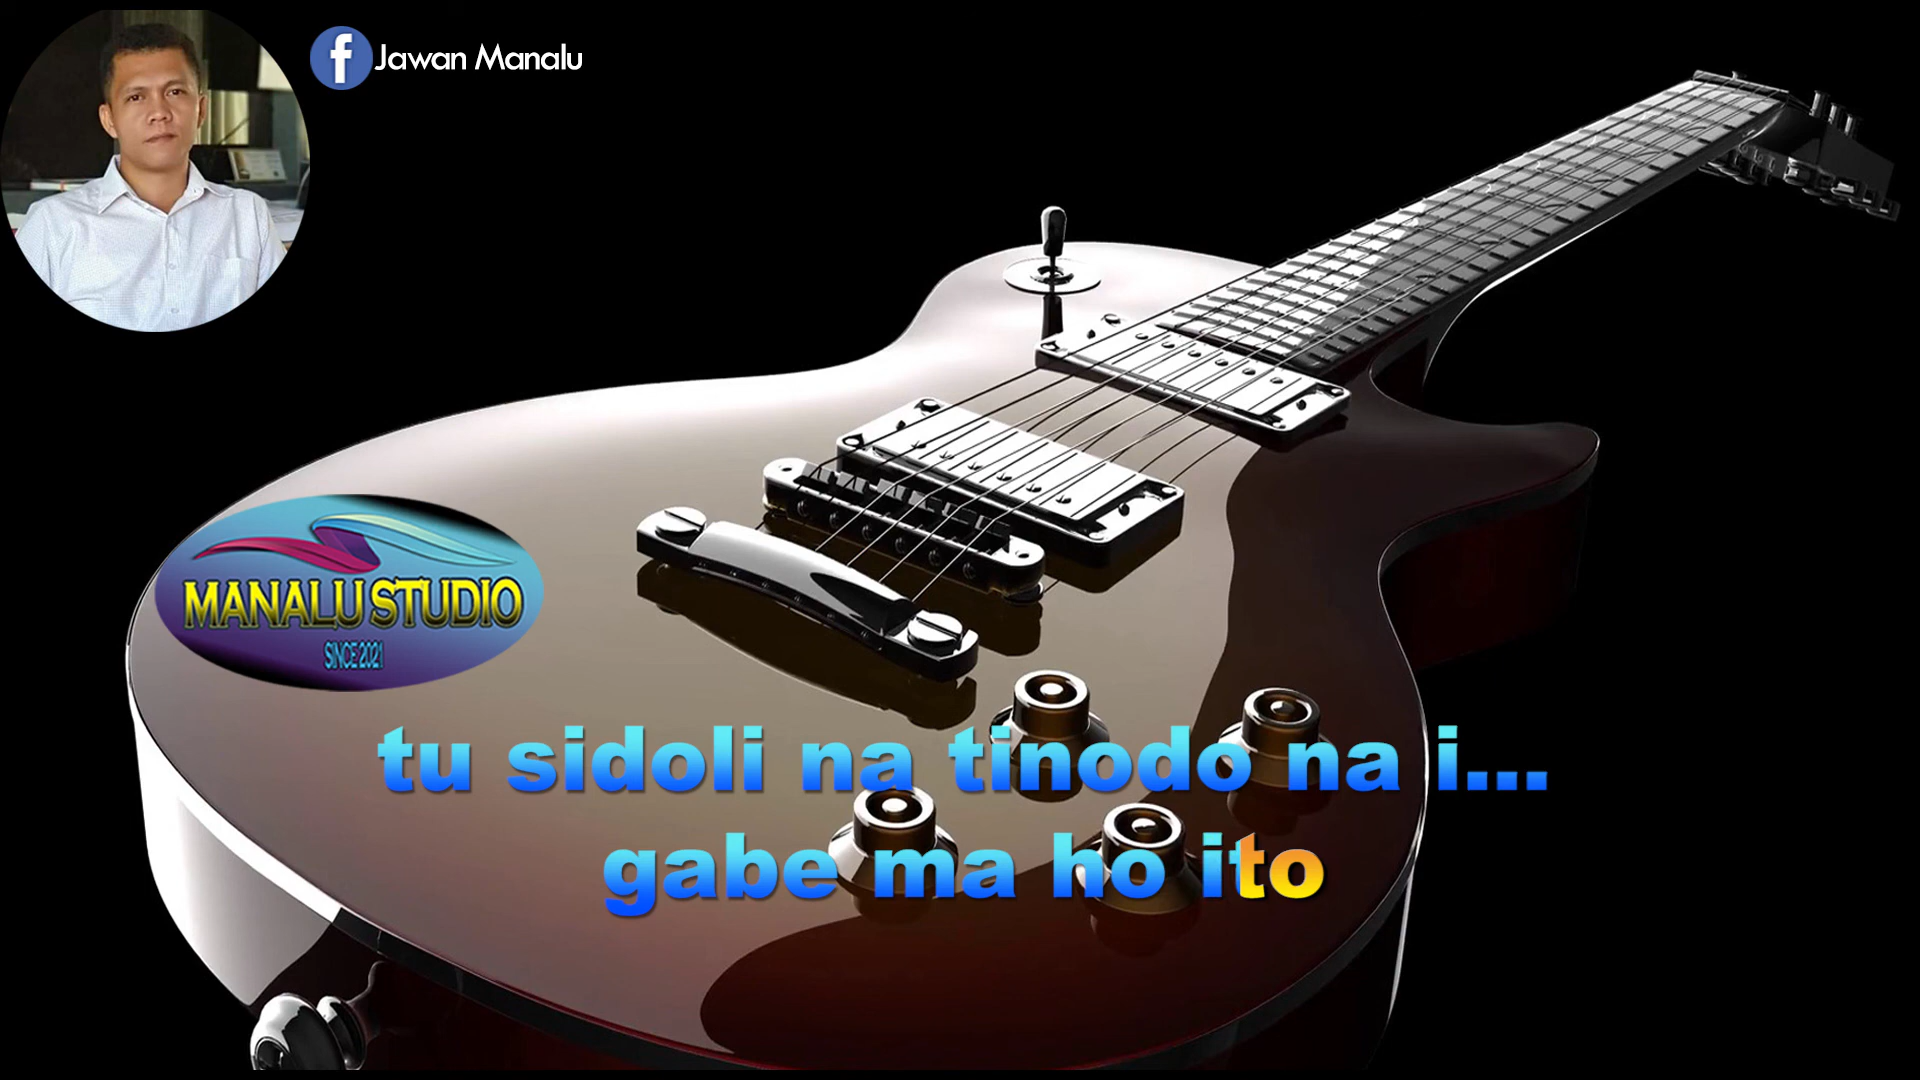 Jawan Manalu
MANALU STUDIO
SINCE 2021
tu sidoli na tinodo na i...
gabe ma ho ito